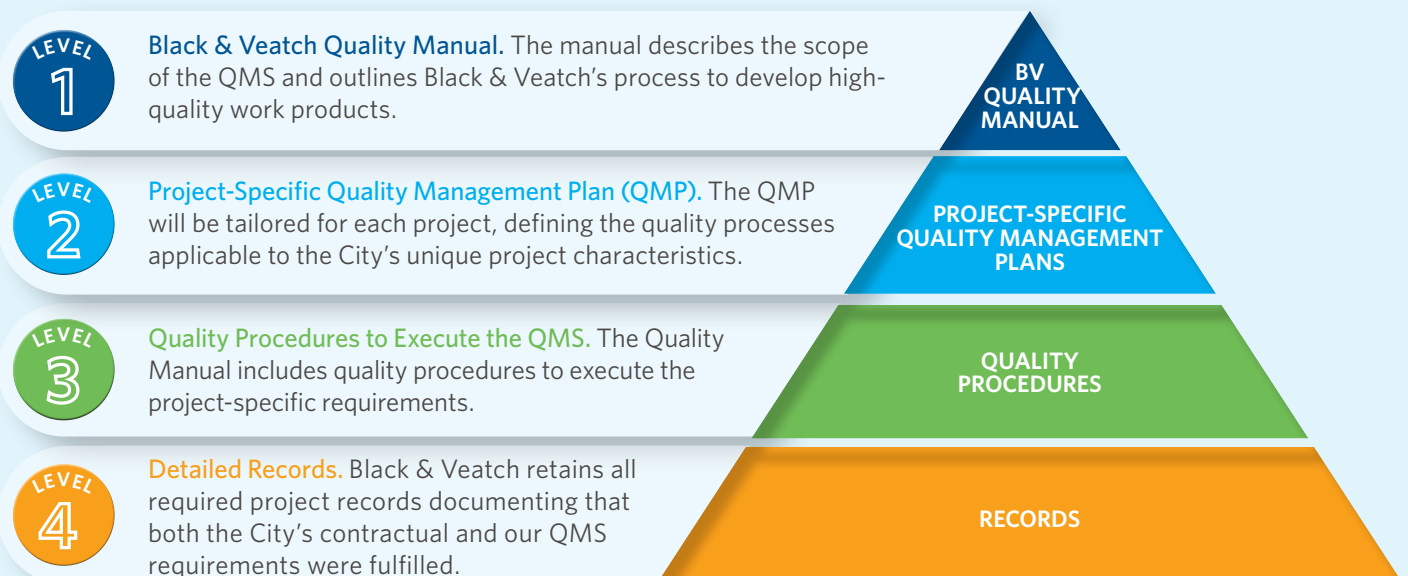 LEVEL
1
Black & Veatch Quality Manual. The manual describes the scope
of the QMS and outlines Black & Veatch's process to develop high-
quality work products.
BV
QUALITY
MANUAL
LEVEL
2
Project-Specific Quality Management Plan (QMP). The QMP
will be tailored for each project, defining the quality processes
applicable to the City's unique project characteristics.
PROJECT-SPECIFIC
QUALITY MANAGEMENT
PLANS
LEVEL
3
Quality Procedures to Execute the QMS. The Quality
Manual includes quality procedures to execute the
project-specific requirements.
QUALITY
PROCEDURES
LEVEL
4
Detailed Records. Black & Veatch retains all
required project records documenting that
both the City's contractual and our QMS
requirements were fulfilled.
RECORDS